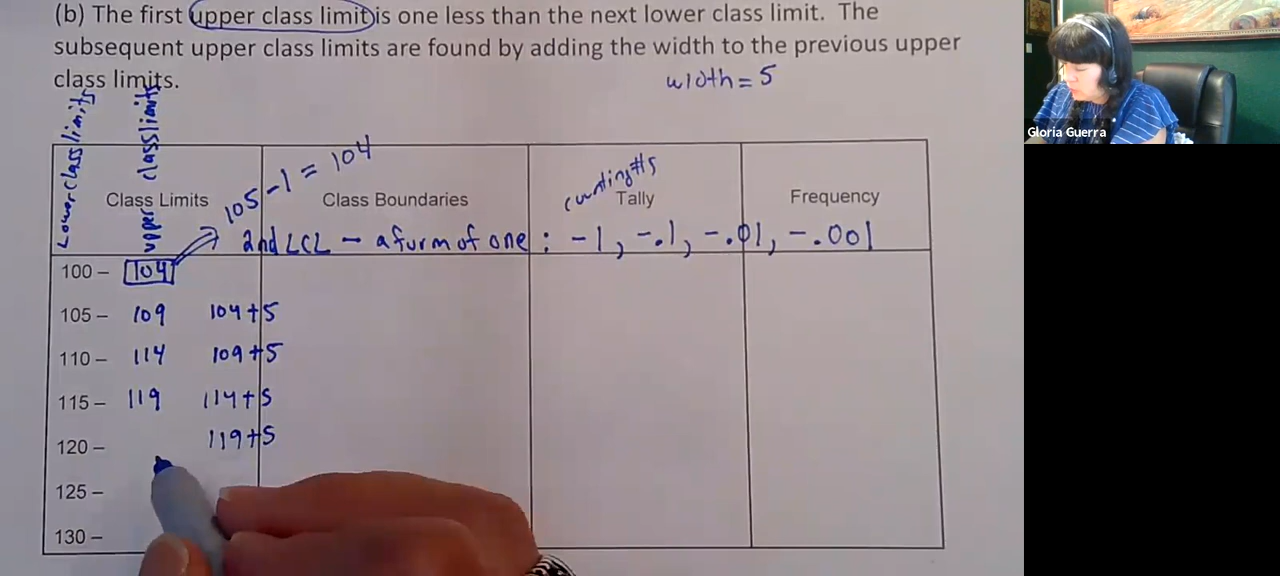 (b) The first upper class limit is one less than the next lower class limit. The
subsequent upper class limits are found by adding the width to the previous upper
class limits.
width = 5
Gloria Guerra
Lower class limits
upper class limits
105 - 1 = 104
counting #s
Class Limits
Class Boundaries
Tally
Frequency
2nd LCL - a form of one : -1, -.1, -.01, -.001
100 – 104
105 – 109 104+5
110 – 114 109+5
115 – 119 114+5
120 – 119+5
125 –
130 –